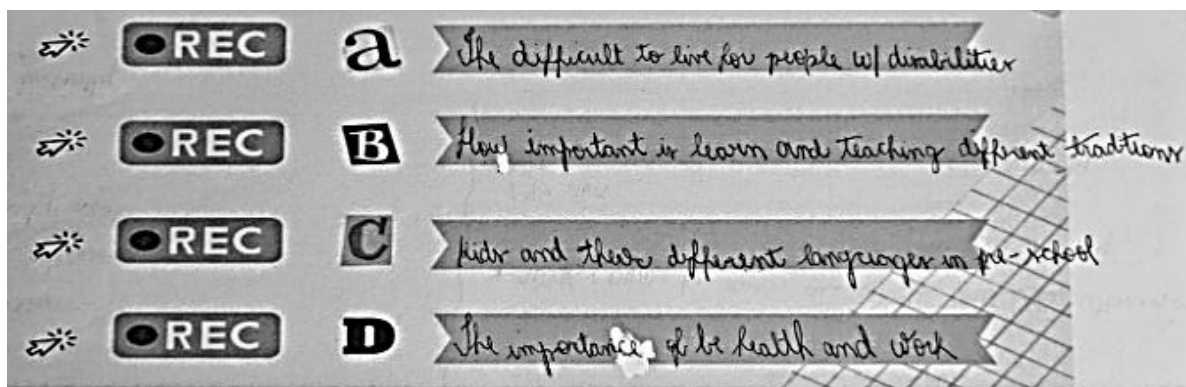 REC a The difficult to live for people w/ disabilities
REC B How important is learn and teaching different tradtions
REC C kids and their different languages in pre-school
REC D The importance of be health and work